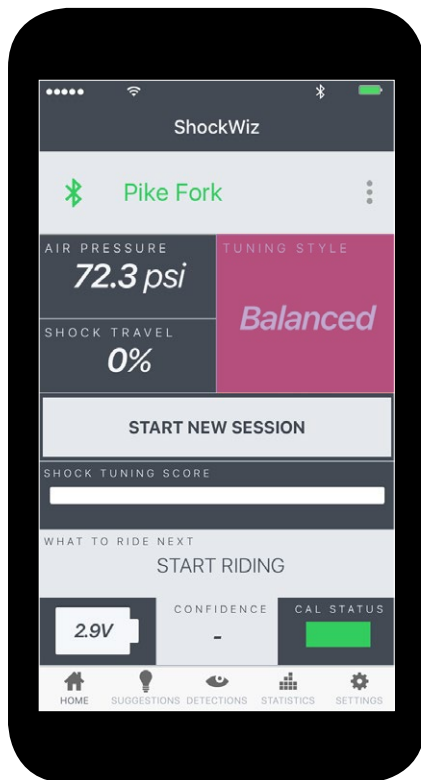 ShockWiz
Pike Fork
AIR PRESSURE
72.3 psi
TUNING STYLE
Balanced
SHOCK TRAVEL
0%
START NEW SESSION
SHOCK TUNING SCORE
WHAT TO RIDE NEXT
START RIDING
2.9V
CONFIDENCE
-
CAL STATUS
HOME
SUGGESTIONS
DETECTIONS
STATISTICS
SETTINGS